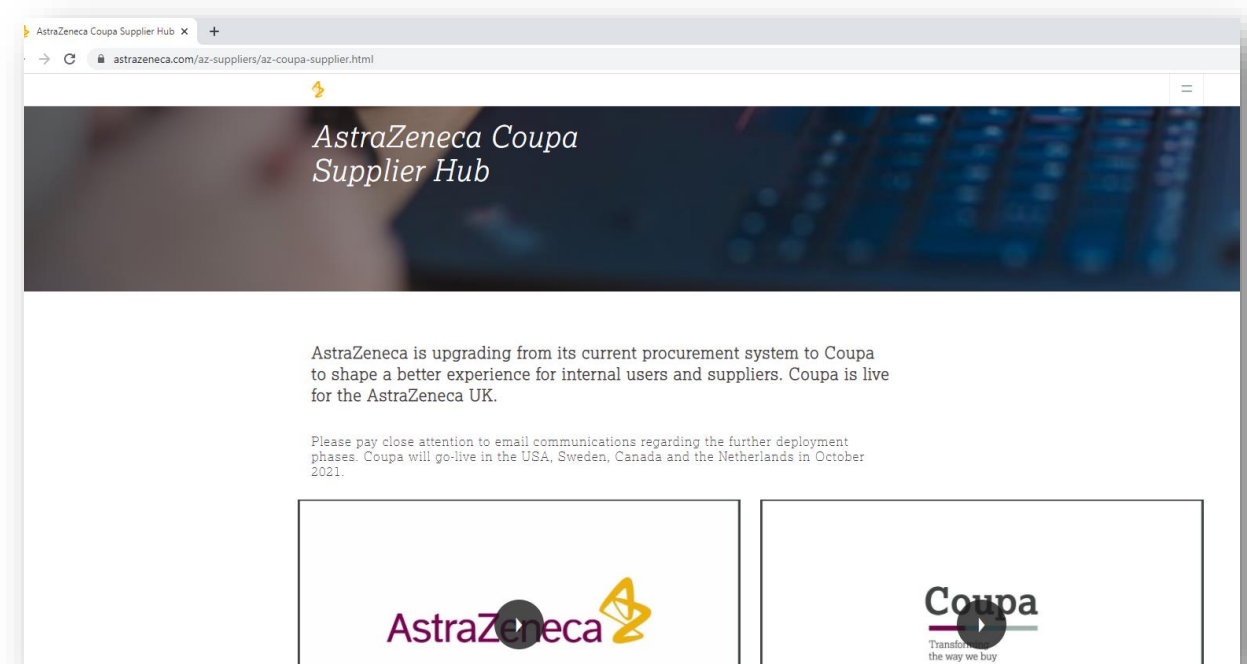 AstraZeneca Coupa Supplier Hub
astrazeneca.com/az-suppliers/az-coupa-supplier.html
AstraZeneca Coupa
Supplier Hub
AstraZeneca is upgrading from its current procurement system to Coupa
to shape a better experience for internal users and suppliers. Coupa is live
for the AstraZeneca UK.
Please pay close attention to email communications regarding the further deployment
phases. Coupa will go-live in the USA, Sweden, Canada and the Netherlands in October
2021.
AstraZeneca
Coupa
Transforming
the way we buy